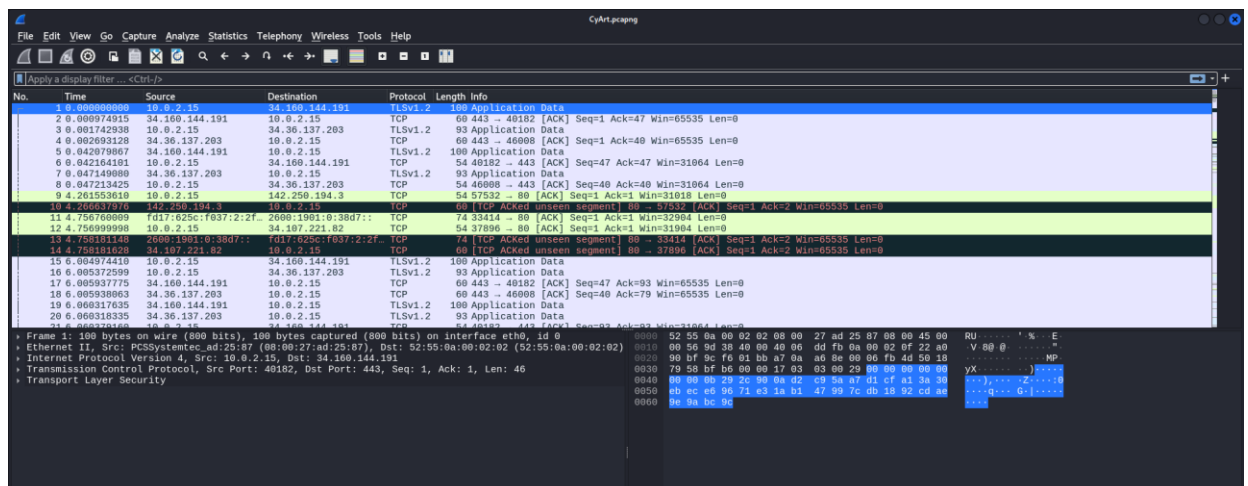 CyArt.pcapng
File Edit View Go Capture Analyze Statistics Telephony Wireless Tools Help
Apply a display filter ... <Ctrl-/>
No. Time Source Destination Protocol Length Info
1 0.000000000 10.0.2.15 34.160.144.191 TLSv1.2 100 Application Data
2 0.000974915 34.160.144.191 10.0.2.15 TCP 60 443 → 40182 [ACK] Seq=1 Ack=47 Win=65535 Len=0
3 0.001742938 10.0.2.15 34.36.137.203 TLSv1.2 93 Application Data
4 0.002693128 34.36.137.203 10.0.2.15 TCP 60 443 → 46008 [ACK] Seq=1 Ack=40 Win=65535 Len=0
5 0.042079867 34.160.144.191 10.0.2.15 TLSv1.2 100 Application Data
6 0.042164101 10.0.2.15 34.160.144.191 TCP 54 40182 → 443 [ACK] Seq=47 Ack=47 Win=31064 Len=0
7 0.047149080 34.36.137.203 10.0.2.15 TLSv1.2 93 Application Data
8 0.047213425 10.0.2.15 34.36.137.203 TCP 54 46008 → 443 [ACK] Seq=40 Ack=40 Win=31064 Len=0
9 4.261553610 10.0.2.15 142.250.194.3 TCP 54 57532 → 80 [ACK] Seq=1 Ack=1 Win=31018 Len=0
10 4.266637976 142.250.194.3 10.0.2.15 TCP 60 [TCP ACKed unseen segment] 80 → 57532 [ACK] Seq=1 Ack=2 Win=65535 Len=0
11 4.756760009 fd17:625c:f037:2:2f… 2600:1901:0:38d7:: TCP 74 33414 → 80 [ACK] Seq=1 Ack=1 Win=32904 Len=0
12 4.756999998 10.0.2.15 34.107.221.82 TCP 54 37896 → 80 [ACK] Seq=1 Ack=1 Win=31904 Len=0
13 4.758181148 2600:1901:0:38d7:: fd17:625c:f037:2:2f… TCP 74 [TCP ACKed unseen segment] 80 → 33414 [ACK] Seq=1 Ack=2 Win=65535 Len=0
14 4.758181628 34.107.221.82 10.0.2.15 TCP 60 [TCP ACKed unseen segment] 80 → 37896 [ACK] Seq=1 Ack=2 Win=65535 Len=0
15 6.004974410 10.0.2.15 34.160.144.191 TLSv1.2 100 Application Data
16 6.005372599 10.0.2.15 34.36.137.203 TLSv1.2 93 Application Data
17 6.005937775 34.160.144.191 10.0.2.15 TCP 60 443 → 40182 [ACK] Seq=47 Ack=93 Win=65535 Len=0
18 6.005938063 34.36.137.203 10.0.2.15 TCP 60 443 → 46008 [ACK] Seq=40 Ack=79 Win=65535 Len=0
19 6.060317635 34.160.144.191 10.0.2.15 TLSv1.2 100 Application Data
20 6.060318335 34.36.137.203 10.0.2.15 TLSv1.2 93 Application Data
21 6.060379160 10.0.2.15 34.160.144.191 TCP 54 40182 → 443 [ACK] Seq=93 Ack=93 Win=31064 Len=0
Frame 1: 100 bytes on wire (800 bits), 100 bytes captured (800 bits) on interface eth0, id 0
Ethernet II, Src: PCSSystemtec_ad:25:87 (08:00:27:ad:25:87), Dst: 52:55:0a:00:02:02 (52:55:0a:00:02:02)
Internet Protocol Version 4, Src: 10.0.2.15, Dst: 34.160.144.191
Transmission Control Protocol, Src Port: 40182, Dst Port: 443, Seq: 1, Ack: 1, Len: 46
Transport Layer Security
0000 52 55 0a 00 02 02 08 00 27 ad 25 87 08 00 45 00 RU······ '·%···E·
0010 00 56 9d 38 40 00 40 06 dd fb 0a 00 02 0f 22 a0 ·V·8@·@· ······"·
0020 90 bf 9c f6 01 bb a7 0a a6 8e 00 06 fb 4d 50 18 ········ ·····MP·
0030 79 58 bf b6 00 00 17 03 03 00 29 00 00 00 00 00 yX······ ··)·····
0040 00 00 0b 29 2c 90 0a d2 c9 5a a7 d1 cf a1 3a 30 ···),··· ·Z····:0
0050 eb ec e6 96 71 e3 1a b1 47 99 7c db 18 92 cd ae ····q··· G·|·····
0060 9e 9a bc 9c ····